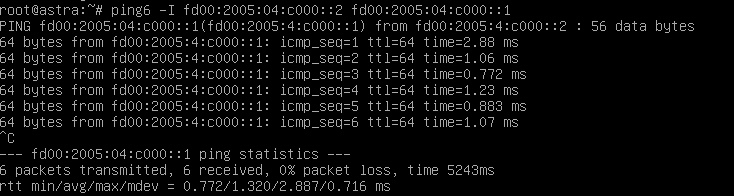 root@astra:~# ping6 -I fd00:2005:04:c000::2 fd00:2005:04:c000::1
PING fd00:2005:04:c000::1(fd00:2005:4:c000::1) from fd00:2005:04:c000::2 : 56 data bytes
64 bytes from fd00:2005:4:c000::1: icmp_seq=1 ttl=64 time=2.88 ms
64 bytes from fd00:2005:4:c000::1: icmp_seq=2 ttl=64 time=1.06 ms
64 bytes from fd00:2005:4:c000::1: icmp_seq=3 ttl=64 time=0.772 ms
64 bytes from fd00:2005:4:c000::1: icmp_seq=4 ttl=64 time=1.23 ms
64 bytes from fd00:2005:4:c000::1: icmp_seq=5 ttl=64 time=0.883 ms
64 bytes from fd00:2005:4:c000::1: icmp_seq=6 ttl=64 time=1.07 ms
^C
--- fd00:2005:04:c000::1 ping statistics ---
6 packets transmitted, 6 received, 0% packet loss, time 5243ms
rtt min/avg/max/mdev = 0.772/1.320/2.887/0.716 ms